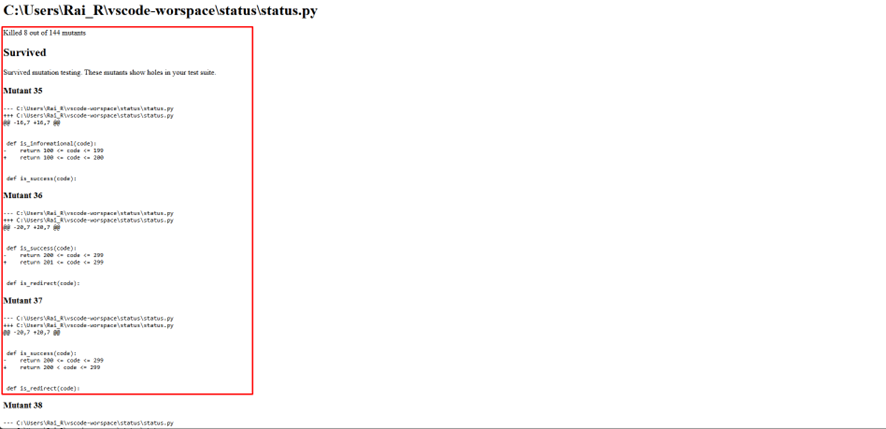 C:\Users\Rai_R\vscode-worspace\status\status.py
Killed 8 out of 144 mutants
Survived
Survived mutation testing. These mutants show holes in your test suite.
Mutant 35
--- C:\Users\Rai_R\vscode-worspace\status\status.py
+++ C:\Users\Rai_R\vscode-worspace\status\status.py
@@ -16,7 +16,7 @@
def is_informational(code):
-    return 100 <= code <= 199
+    return 100 <= code <= 200
def is_success(code):
Mutant 36
--- C:\Users\Rai_R\vscode-worspace\status\status.py
+++ C:\Users\Rai_R\vscode-worspace\status\status.py
@@ -20,7 +20,7 @@
def is_success(code):
-    return 200 <= code <= 299
+    return 201 <= code <= 299
def is_redirect(code):
Mutant 37
--- C:\Users\Rai_R\vscode-worspace\status\status.py
+++ C:\Users\Rai_R\vscode-worspace\status\status.py
@@ -20,7 +20,7 @@
def is_success(code):
-    return 200 <= code <= 299
+    return 200 < code <= 299
def is_redirect(code):
Mutant 38
--- C:\Users\Rai_R\vscode-worspace\status\status.py